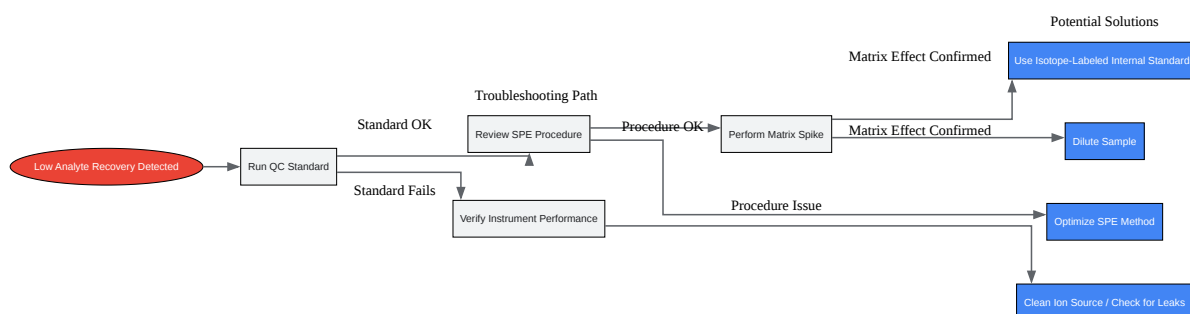 Potential Solutions
Matrix Effect Confirmed
Use Isotope-Labeled Internal Standard
Troubleshooting Path
Standard OK
Review SPE Procedure
Procedure OK
Perform Matrix Spike
Matrix Effect Confirmed
Dilute Sample
Low Analyte Recovery Detected
Run QC Standard
Standard Fails
Verify Instrument Performance
Procedure Issue
Optimize SPE Method
Clean Ion Source / Check for Leaks